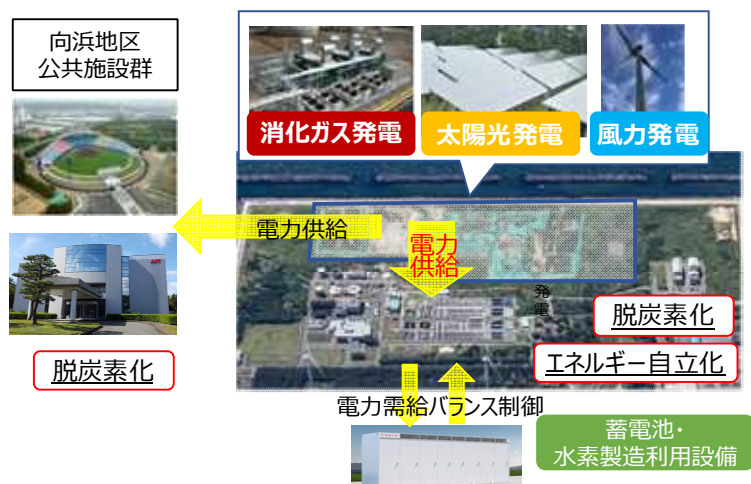 向浜地区
公共施設群
消化ガス発電
太陽光発電
風力発電
電力供給
電力
供給
発電
脱炭素化
エネルギー自立化
脱炭素化
電力需給バランス制御
蓄電池・
水素製造利用設備